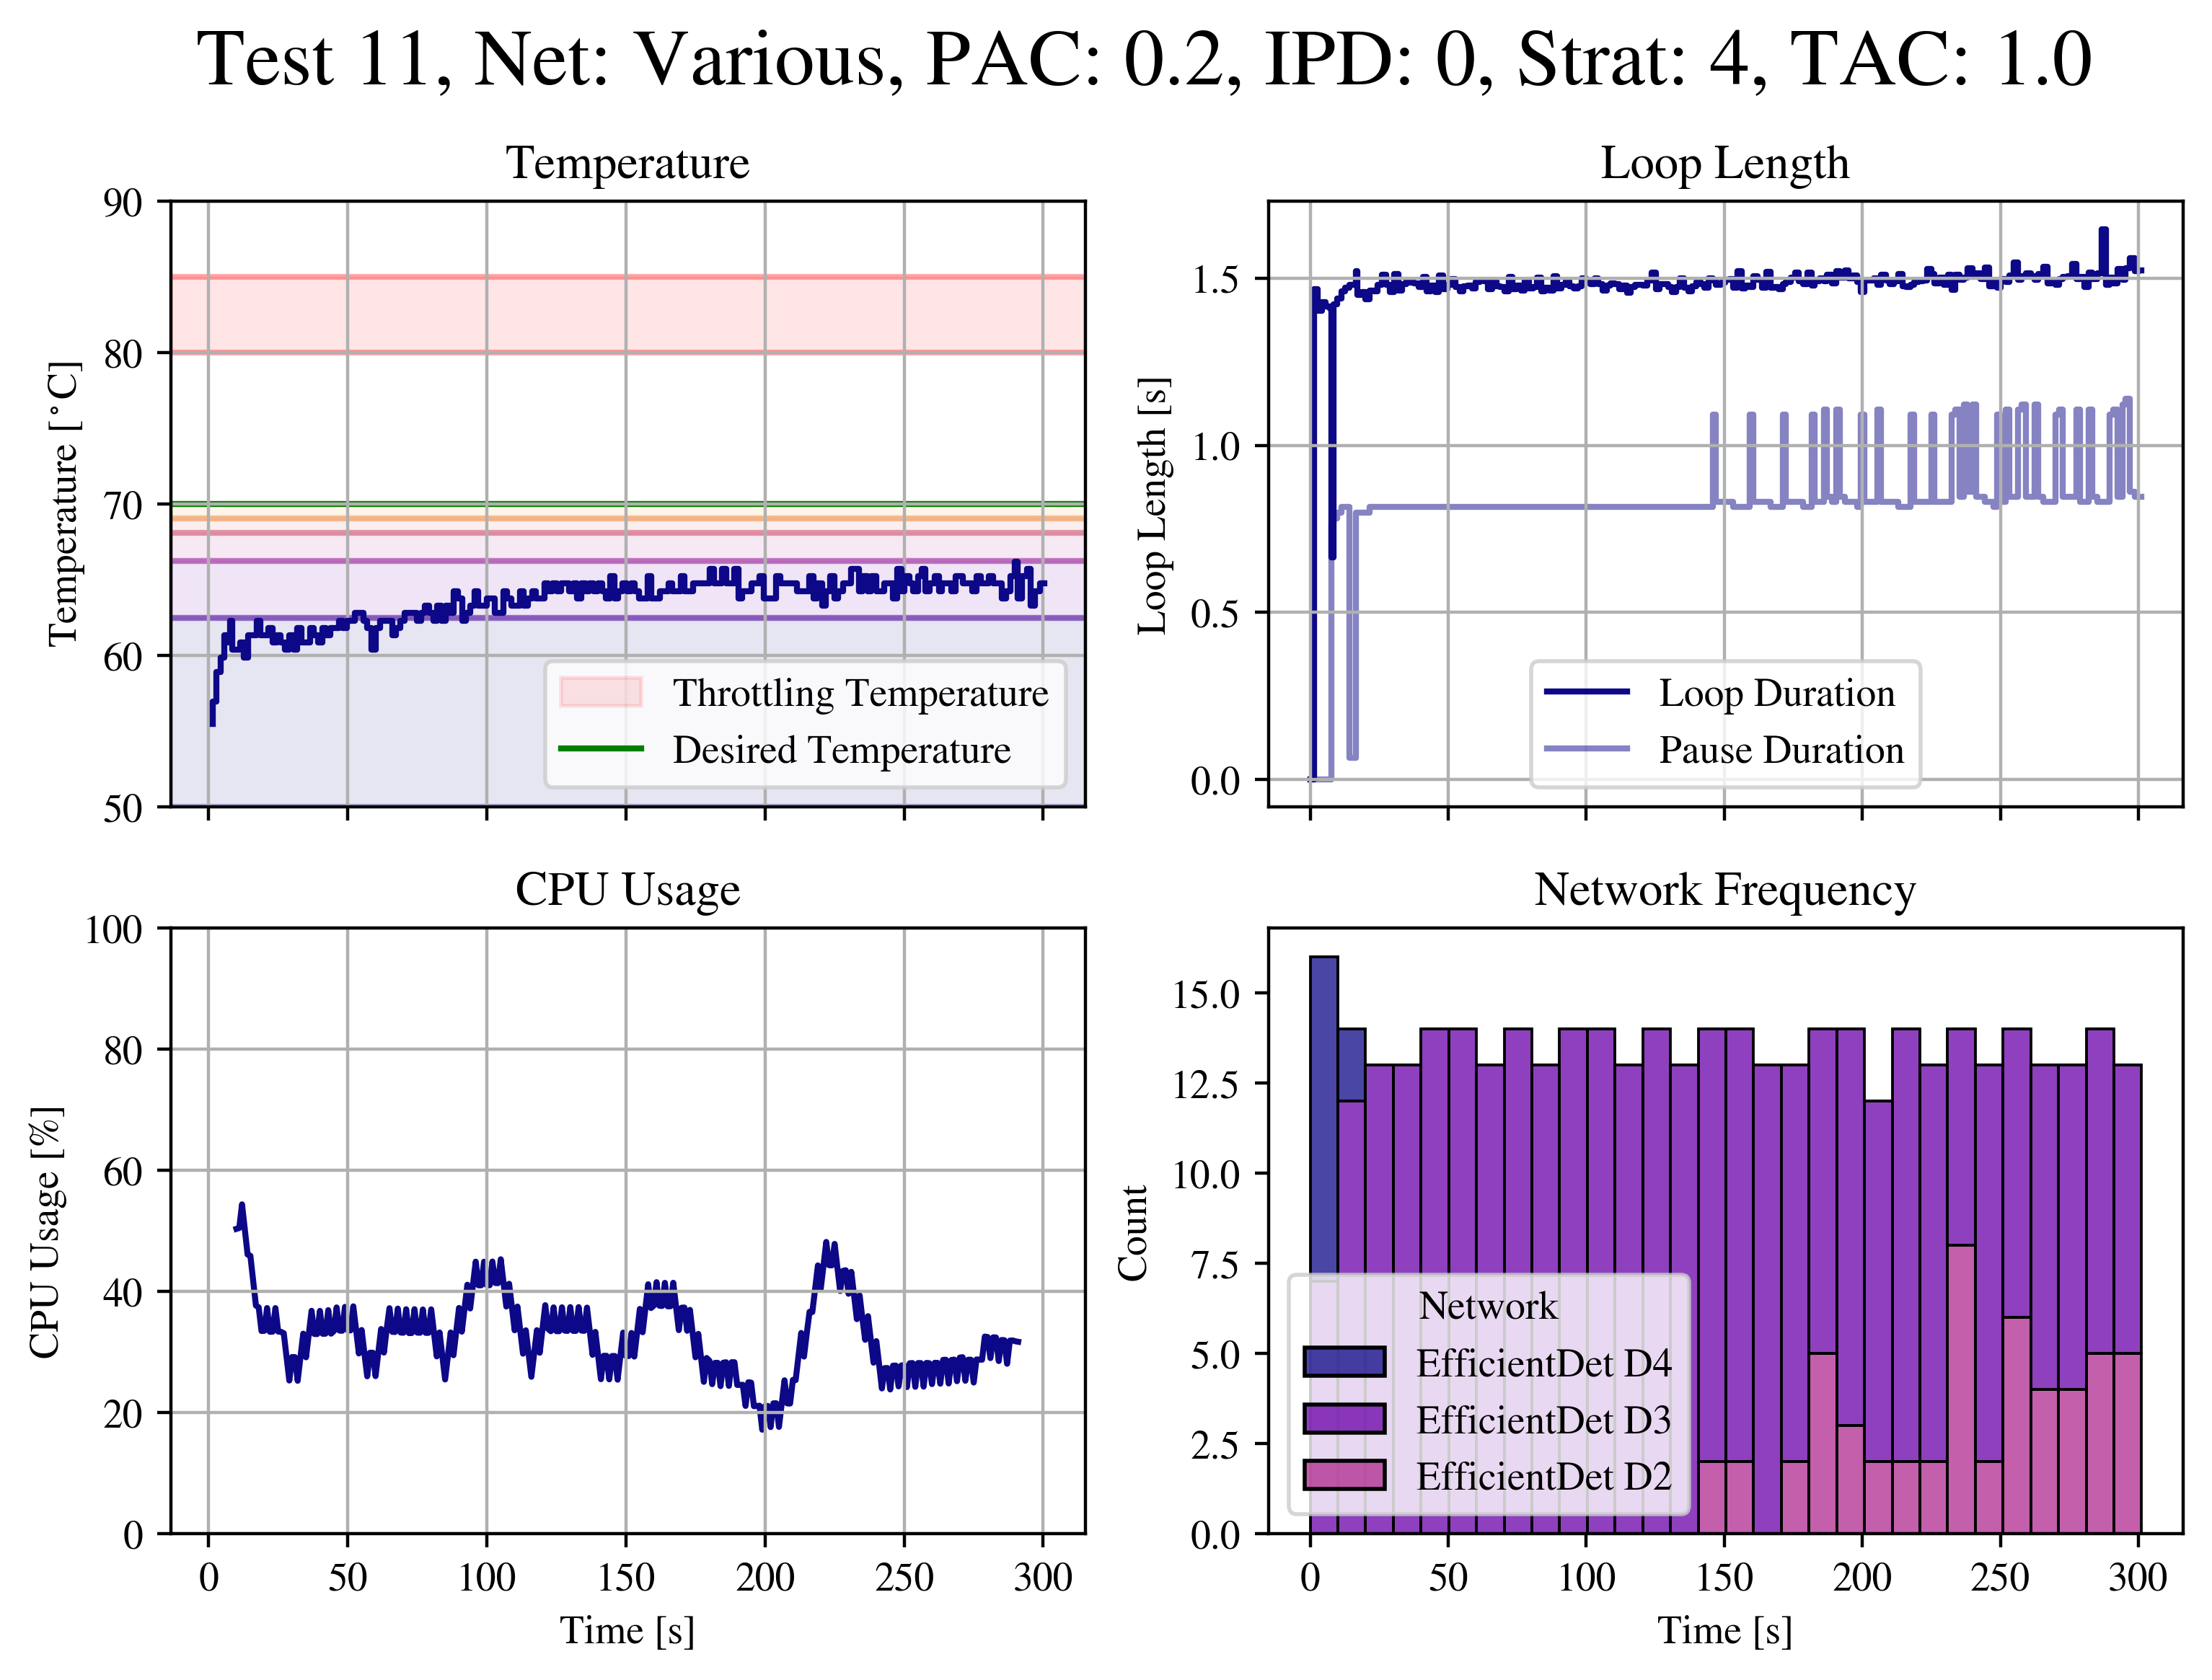 Test 11, Net: Various, PAC: 0.2, IPD: 0, Strat: 4, TAC: 1.0
Temperature
90
80
70
60
50
Temperature [°C]
Throttling Temperature
Desired Temperature
Loop Length
1.5
1.0
0.5
0.0
Loop Length [s]
Loop Duration
Pause Duration
CPU Usage
100
80
60
40
20
0
CPU Usage [%]
0 50 100 150 200 250 300
Time [s]
Network Frequency
15.0
12.5
10.0
7.5
5.0
2.5
0.0
Count
Network
EfficientDet D4
EfficientDet D3
EfficientDet D2
0 50 100 150 200 250 300
Time [s]